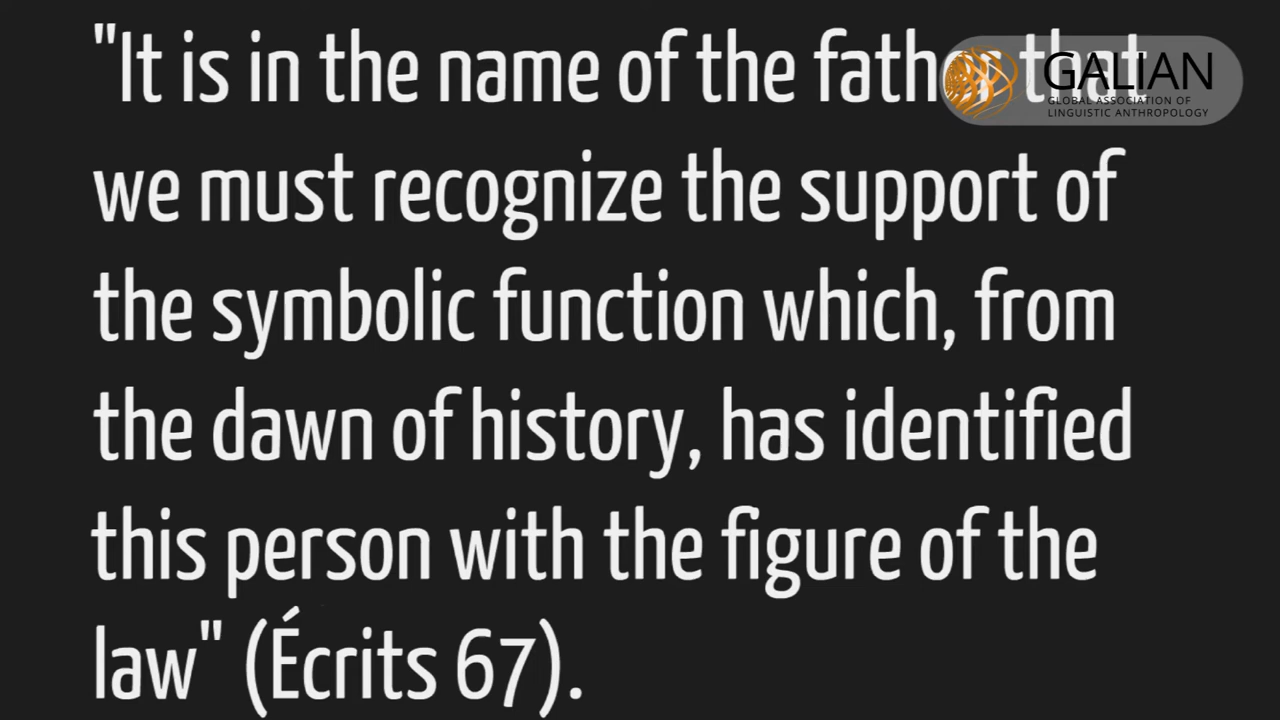 "It is in the name of the father that
we must recognize the support of
the symbolic function which, from
the dawn of history, has identified
this person with the figure of the
law" (Écrits 67).
GALIAN
GLOBAL ASSOCIATION OF
LINGUISTIC ANTHROPOLOGY